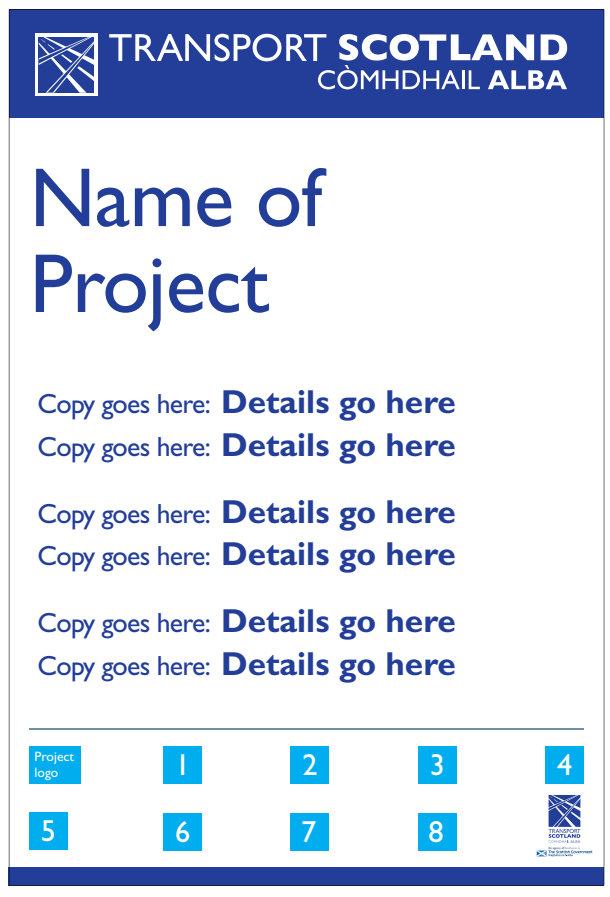 TRANSPORT SCOTLAND
CÒMHDHAIL ALBA
Name of
Project
Copy goes here: Details go here
Copy goes here: Details go here
Copy goes here: Details go here
Copy goes here: Details go here
Copy goes here: Details go here
Copy goes here: Details go here
Project
logo
1
2
3
4
5
6
7
8
TRANSPORT
SCOTLAND
CÒMHDHAIL ALBA
The Scottish Government